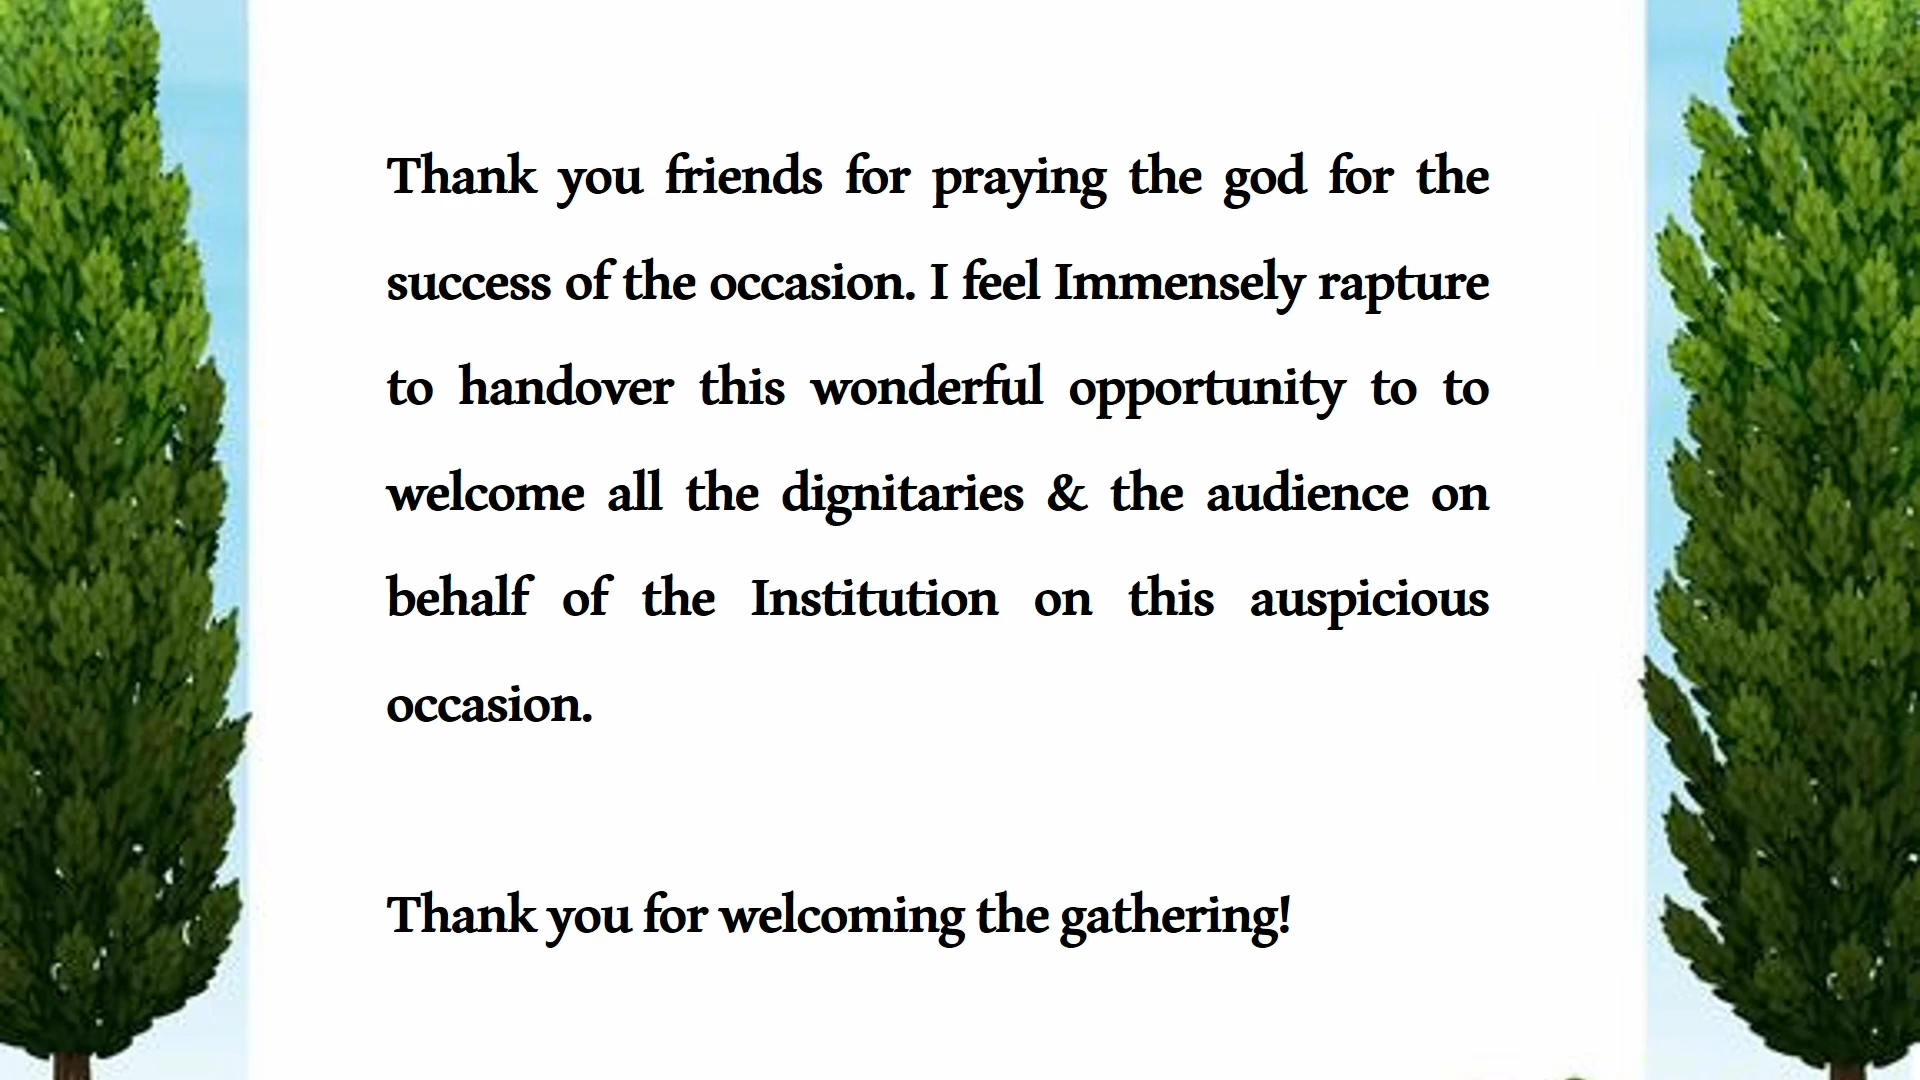 Thank you friends for praying the god for the
success of the occasion. I feel Immensely rapture
to handover this wonderful opportunity to to
welcome all the dignitaries & the audience on
behalf of the Institution on this auspicious
occasion.
Thank you for welcoming the gathering!